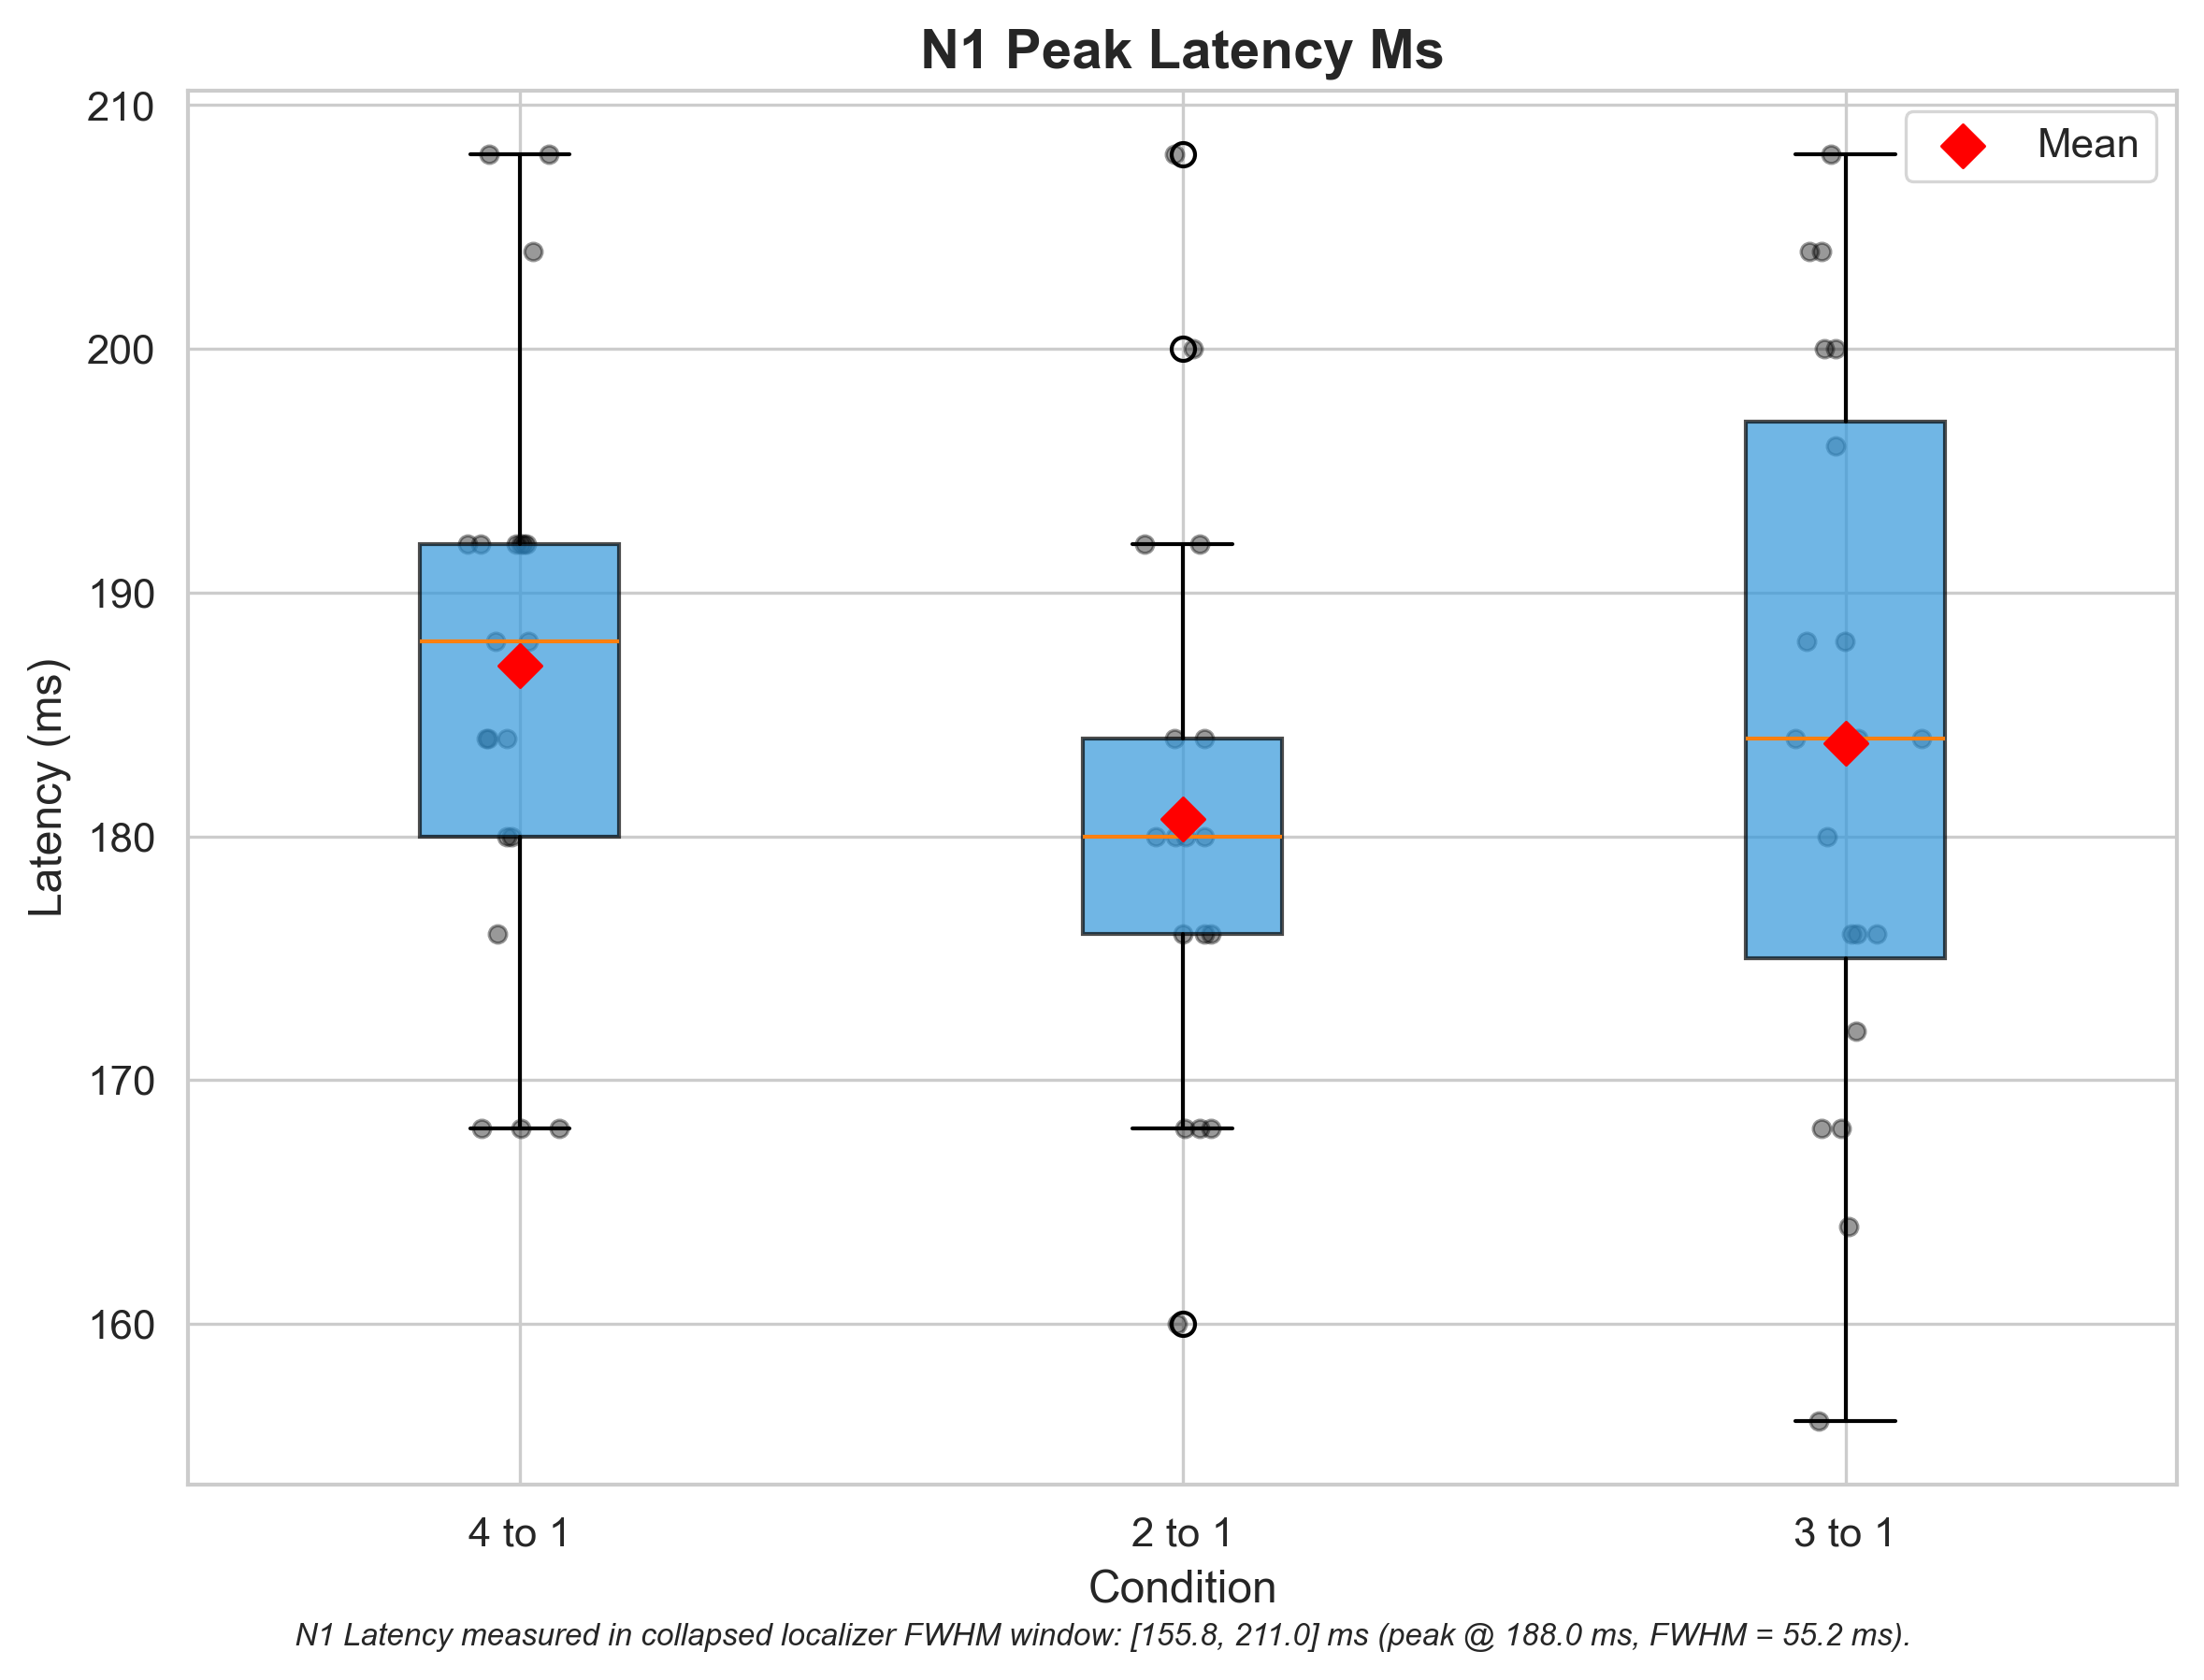 N1 Peak Latency Ms
Mean
210
200
190
180
170
160
Latency (ms)
4 to 1
2 to 1
3 to 1
Condition
N1 Latency measured in collapsed localizer FWHM window: [155.8, 211.0] ms (peak @ 188.0 ms, FWHM = 55.2 ms).